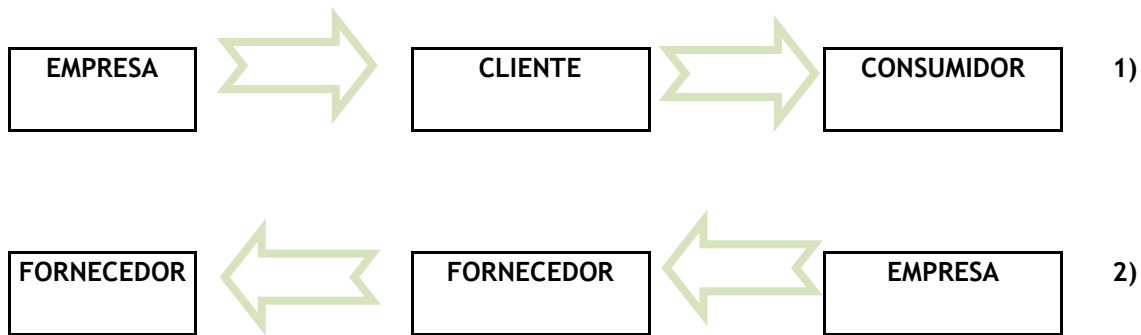 EMPRESA CLIENTE CONSUMIDOR 1)
FORNECEDOR FORNECEDOR EMPRESA 2)